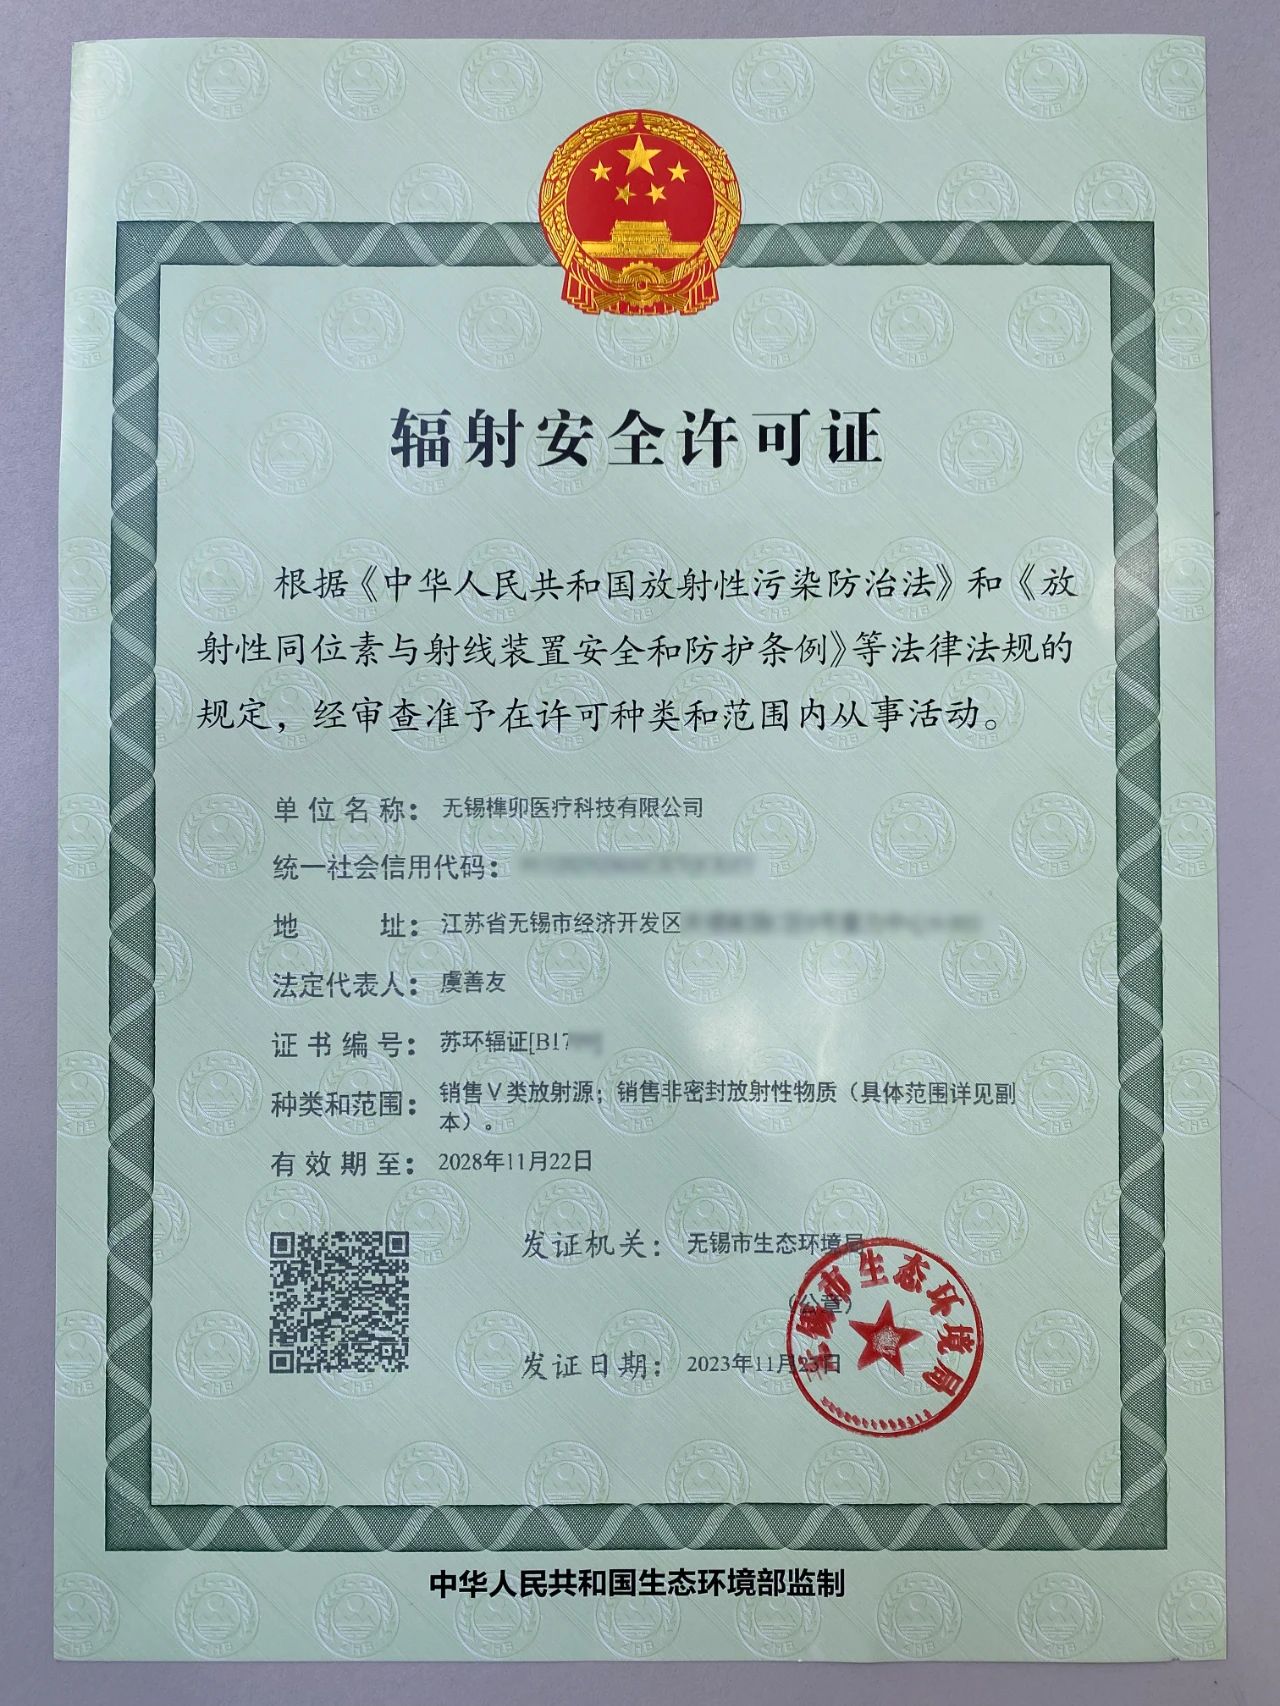 辐射安全许可证
根据《中华人民共和国放射性污染防治法》和《放
射性同位素与射线装置安全和防护条例》等法律法规的
规定，经审查准予在许可种类和范围内从事活动。
单位名称：无锡榫卯医疗科技有限公司
统一社会信用代码：
地址：江苏省无锡市经济开发区
法定代表人：虞善友
证书编号：苏环辐证[B17
种类和范围：销售Ⅴ类放射源；销售非密封放射性物质（具体范围详见副
本）。
有效期至：2028年11月22日
发证机关：无锡市生态环境局
（公章）
发证日期：2023年11月23日
无锡市生态环境局
中华人民共和国生态环境部监制